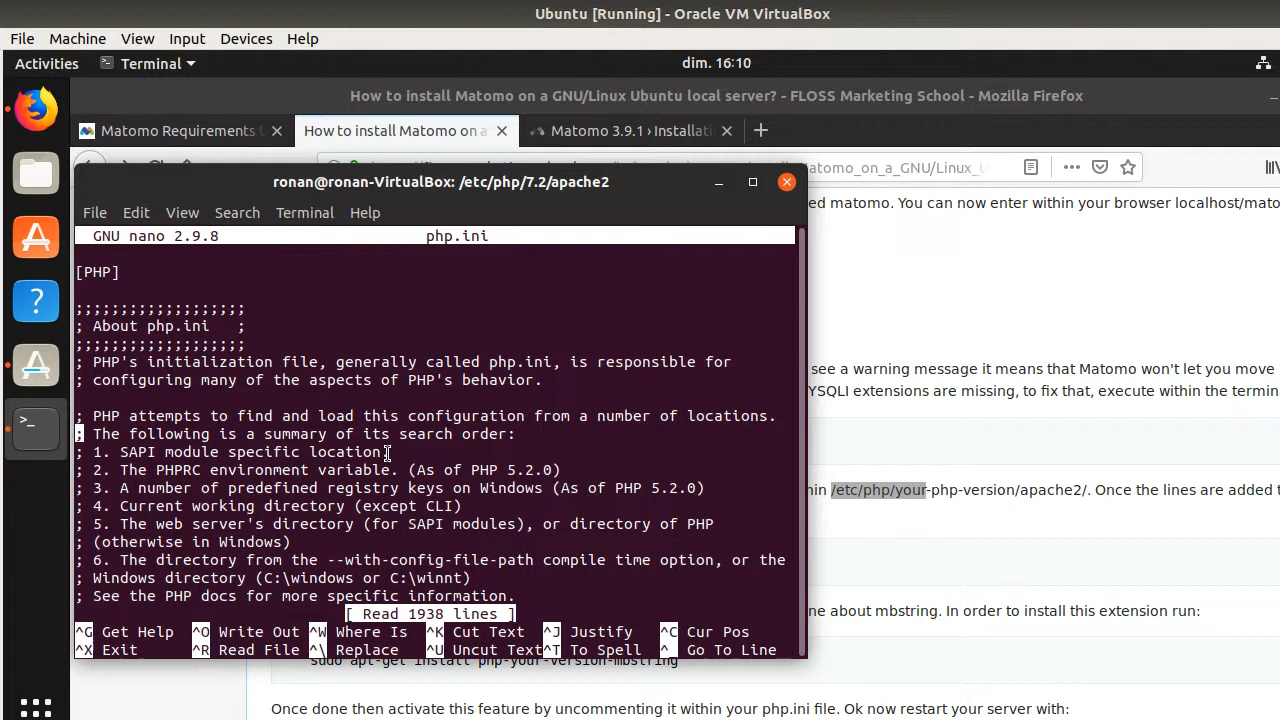 Ubuntu [Running] - Oracle VM VirtualBox
File Machine View Input Devices Help
Activities Terminal dim. 16:10
How to install Matomo on a GNU/Linux Ubuntu local server? - FLOSS Marketing School - Mozilla Firefox
Matomo Requirements How to install Matomo on a Matomo 3.9.1 › Installati
atomo_on_a_GNU/Linux_U
ronan@ronan-VirtualBox: /etc/php/7.2/apache2
ed matomo. You can now enter within your browser localhost/mato
File Edit View Search Terminal Help
GNU nano 2.9.8 php.ini
[PHP]
;;;;;;;;;;;;;;;;;;;
; About php.ini ;
;;;;;;;;;;;;;;;;;;;
; PHP's initialization file, generally called php.ini, is responsible for
; configuring many of the aspects of PHP's behavior.
see a warning message it means that Matomo won't let you move
YSQLI extensions are missing, to fix that, execute within the termin
; PHP attempts to find and load this configuration from a number of locations.
; The following is a summary of its search order:
; 1. SAPI module specific location.
; 2. The PHPRC environment variable. (As of PHP 5.2.0)
; 3. A number of predefined registry keys on Windows (As of PHP 5.2.0)
in /etc/php/your-php-version/apache2/. Once the lines are added t
; 4. Current working directory (except CLI)
; 5. The web server's directory (for SAPI modules), or directory of PHP
; (otherwise in Windows)
; 6. The directory from the --with-config-file-path compile time option, or the
; Windows directory (C:\windows or C:\winnt)
; See the PHP docs for more specific information.
[ Read 1938 lines ]
ne about mbstring. In order to install this extension run:
^G Get Help ^O Write Out ^W Where Is ^K Cut Text ^J Justify ^C Cur Pos
^X Exit ^R Read File ^\ Replace ^U Uncut Text ^T To Spell ^_ Go To Line
sudo apt-get install php-your-version-mbstring
Once done then activate this feature by uncommenting it within your php.ini file. Ok now restart your server with: